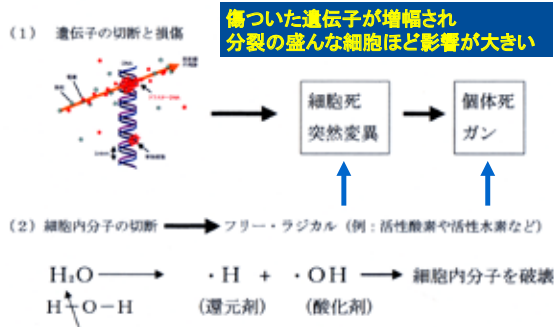 傷ついた遺伝子が増幅され
分裂の盛んな細胞ほど影響が大きい
(1) 遺伝子の切断と損傷
細胞死
突然変異
個体死
ガン
(2) 細胞内分子の切断 フリー・ラジカル (例:活性酸素や活性水素など)
H₂O ・H + ・OH 細胞内分子を破壊
H-O-H (還元剤) (酸化剤)